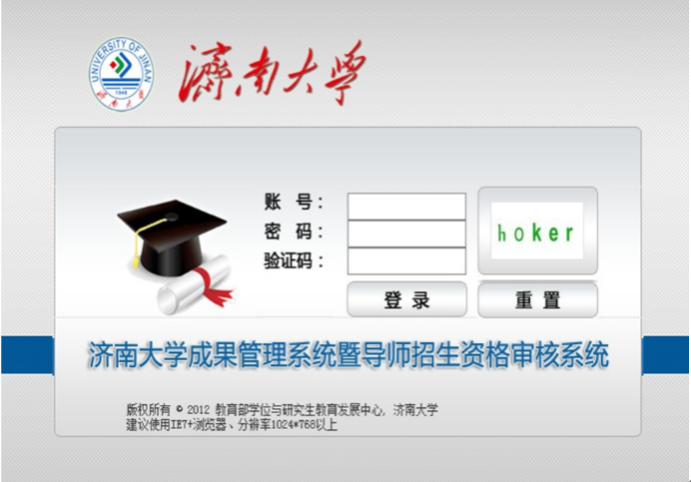 UNIVERSITY OF JINAN
1948
济南大学
濟南大學
账 号：
密 码：
hoker
验证码：
登 录
重 置
济南大学成果管理系统暨导师招生资格审核系统
版权所有 © 2012 教育部学位与研究生教育发展中心, 济南大学
建议使用IE7+浏览器、分辨率1024*768以上